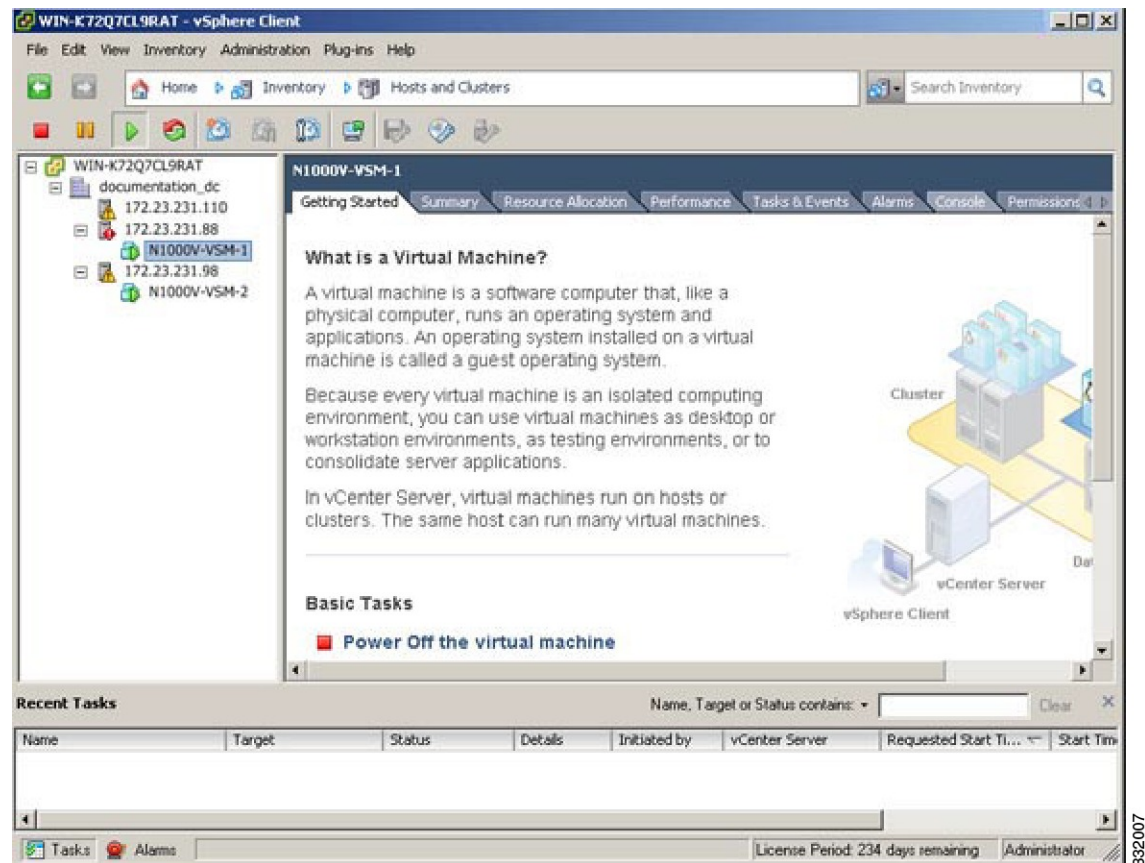 WIN-K72Q7CL9RAT - vSphere Client
File Edit View Inventory Administration Plug-ins Help
Home Inventory Hosts and Clusters Search Inventory
WIN-K72Q7CL9RAT
documentation_dc
172.23.231.110
172.23.231.88
N1000V-VSM-1
172.23.231.98
N1000V-VSM-2
N1000V-VSM-1
Getting Started Summary Resource Allocation Performance Tasks & Events Alarms Console Permissions
What is a Virtual Machine?
A virtual machine is a software computer that, like a
physical computer, runs an operating system and
applications. An operating system installed on a virtual
machine is called a guest operating system.
Because every virtual machine is an isolated computing
environment, you can use virtual machines as desktop or
workstation environments, as testing environments, or to
consolidate server applications.
In vCenter Server, virtual machines run on hosts or
clusters. The same host can run many virtual machines.
Cluster
Da
vCenter Server
vSphere Client
Basic Tasks
Power Off the virtual machine
Recent Tasks Name, Target or Status contains: Clear
Name Target Status Details Initiated by vCenter Server Requested Start Ti... Start Tim
Tasks Alarms License Period: 234 days remaining Administrator
332007